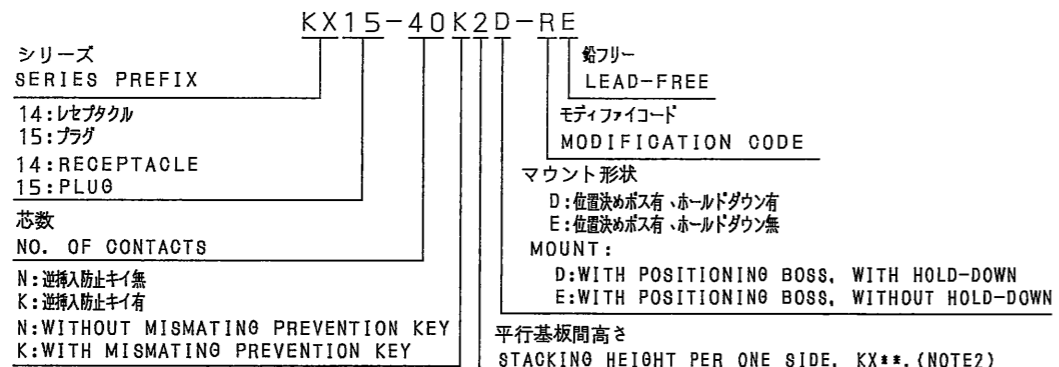 KX15-40K2D-RE
シリーズ
SERIES PREFIX
14:レセプタクル
15:プラグ
14:RECEPTACLE
15:PLUG
芯数
NO. OF CONTACTS
N:逆挿入防止キイ無
K:逆挿入防止キイ有
N:WITHOUT MISMATING PREVENTION KEY
K:WITH MISMATING PREVENTION KEY
鉛フリー
LEAD-FREE
モディファイコード
MODIFICATION CODE
マウント形状
D:位置決めボス有、ホールドダウン有
E:位置決めボス有、ホールドダウン無
MOUNT:
D:WITH POSITIONING BOSS, WITH HOLD-DOWN
E:WITH POSITIONING BOSS, WITHOUT HOLD-DOWN
平行基板間高さ
STACKING HEIGHT PER ONE SIDE. KX**.(NOTE2)